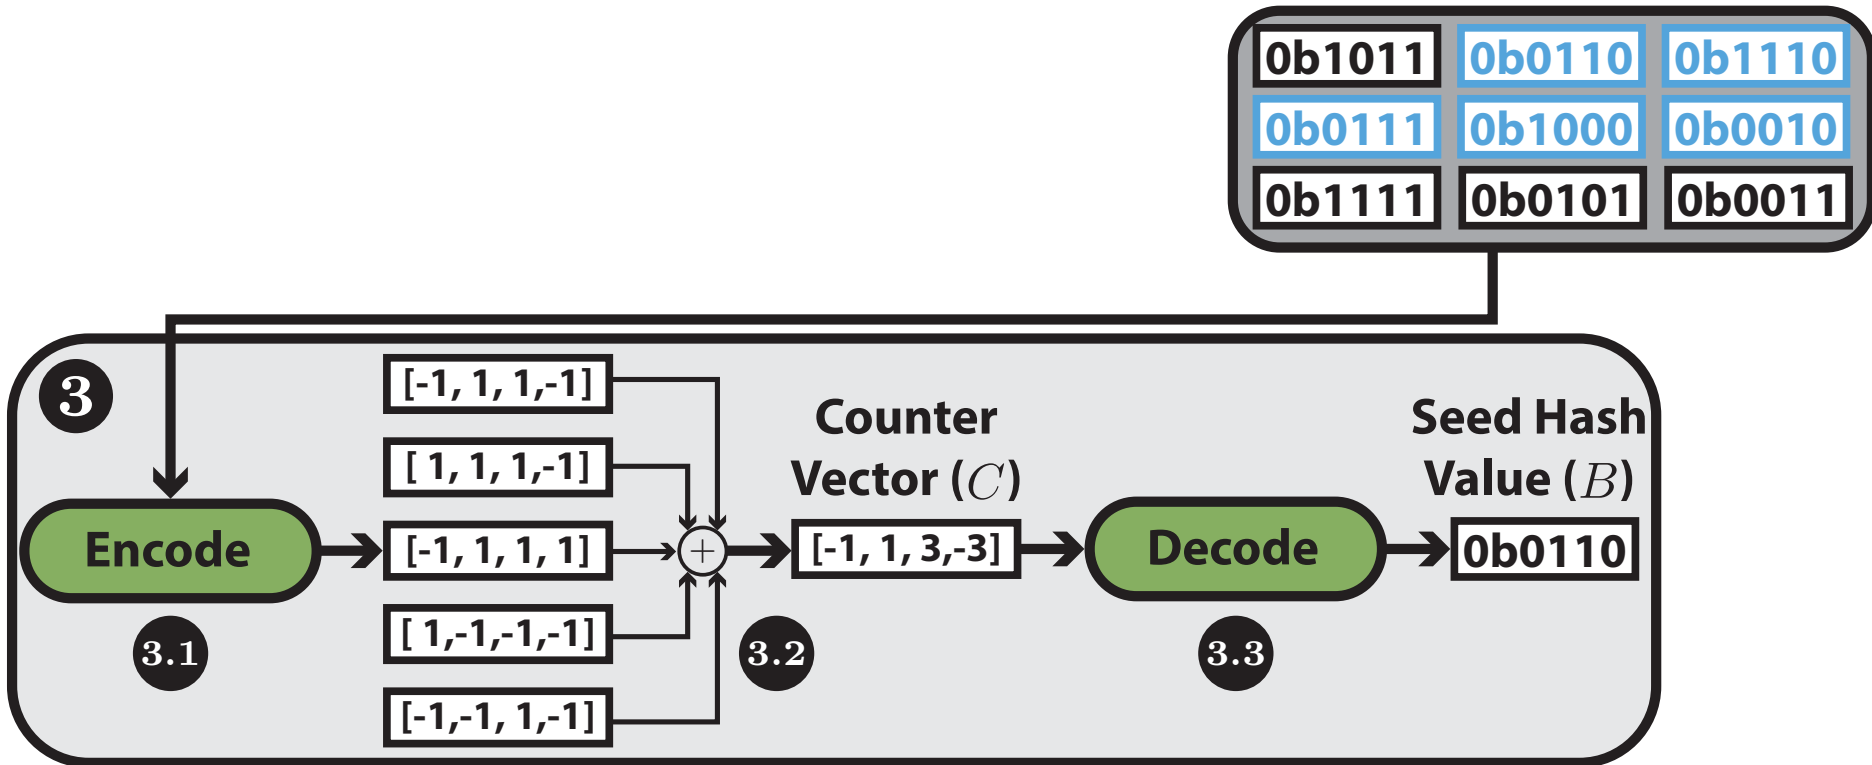 0b1011 0b0110 0b1110
0b0111 0b1000 0b0010
0b1111 0b0101 0b0011
3
[-1, 1, 1,-1]
[ 1, 1, 1,-1]
[-1, 1, 1, 1]
[ 1,-1,-1,-1]
[-1,-1, 1,-1]
Encode
3.1
+
3.2
Counter
Vector (C)
[-1, 1, 3,-3]
Decode
3.3
Seed Hash
Value (B)
0b0110